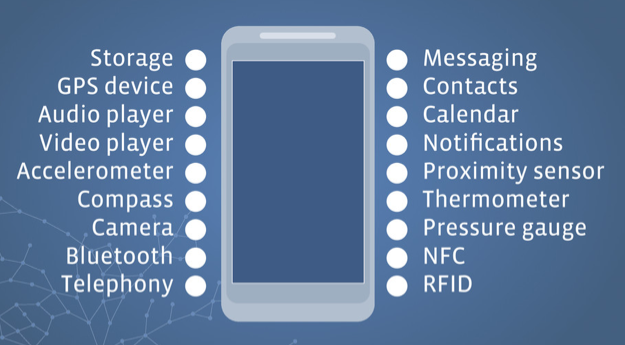 Storage
GPS device
Audio player
Video player
Accelerometer
Compass
Camera
Bluetooth
Telephony
Messaging
Contacts
Calendar
Notifications
Proximity sensor
Thermometer
Pressure gauge
NFC
RFID